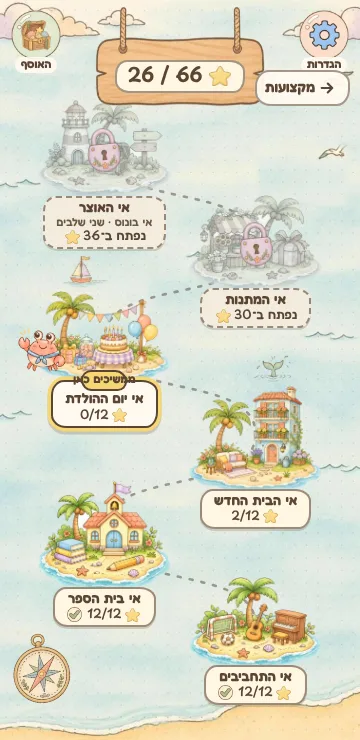 האוסף
הגדרות
26 / 66
מקצועות →
אי האוצר
אי בונוס · שני שלבים
נפתח ב־36
אי המתנות
נפתח ב־30
ממשיכים כאן
אי יום ההולדת
0/12
אי הבית החדש
2/12
אי בית הספר
12/12
אי התחביבים
12/12